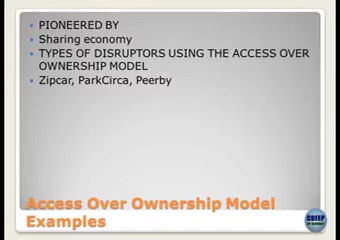 PIONEERED BY
Sharing economy
TYPES OF DISRUPTORS USING THE ACCESS OVER
OWNERSHIP MODEL
Zipcar, ParkCirca, Peerby
Access Over Ownership Model
Examples
CDEEP